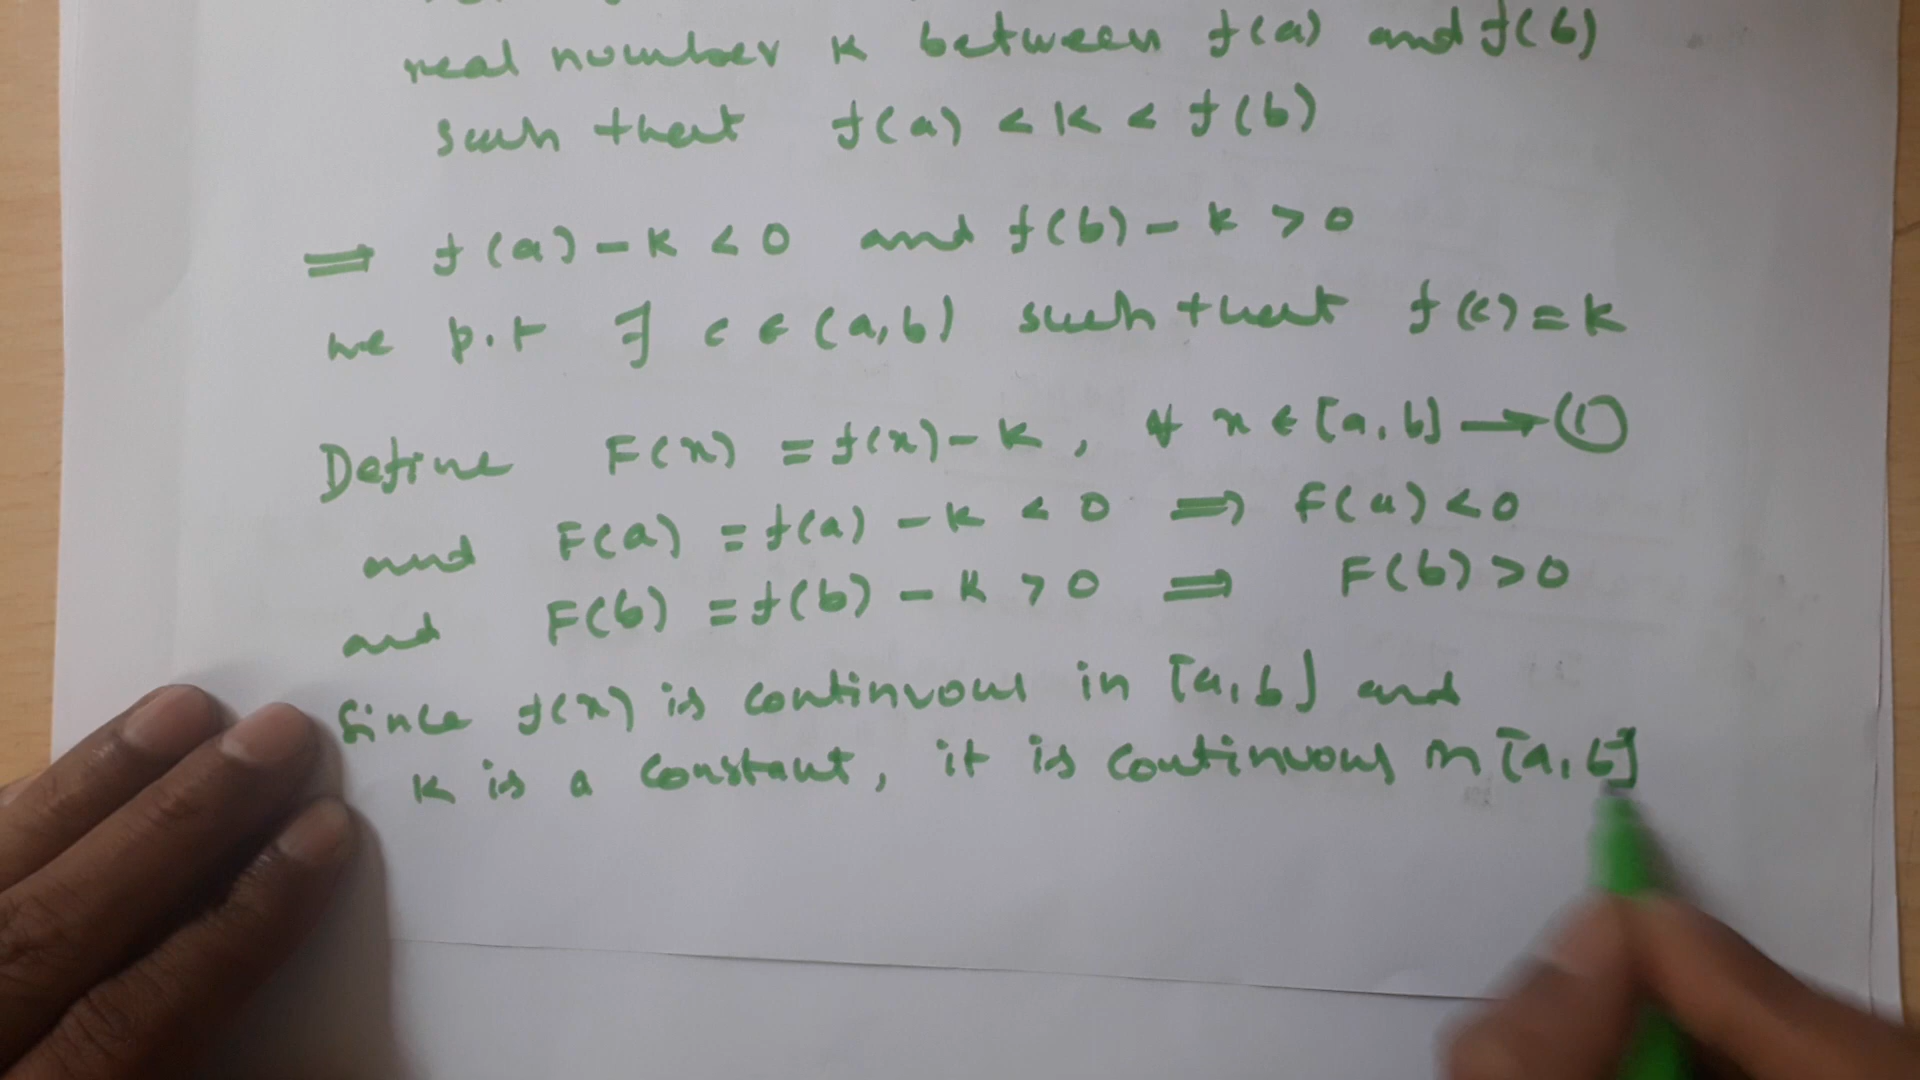 real number k between f(a) and f(b)
such that f(a) < k < f(b)
⇒ f(a) - k < 0 and f(b) - k > 0
we p.t ∃ c ∈ (a,b) such that f(c) = k
Define F(x) = f(x) - k, ∀ x ∈ [a,b] → ①
and F(a) = f(a) - k < 0 ⇒ F(a) < 0
and F(b) = f(b) - k > 0 ⇒ F(b) > 0
Since f(x) is continuous in [a,b] and
k is a constant, it is continuous in [a,b]